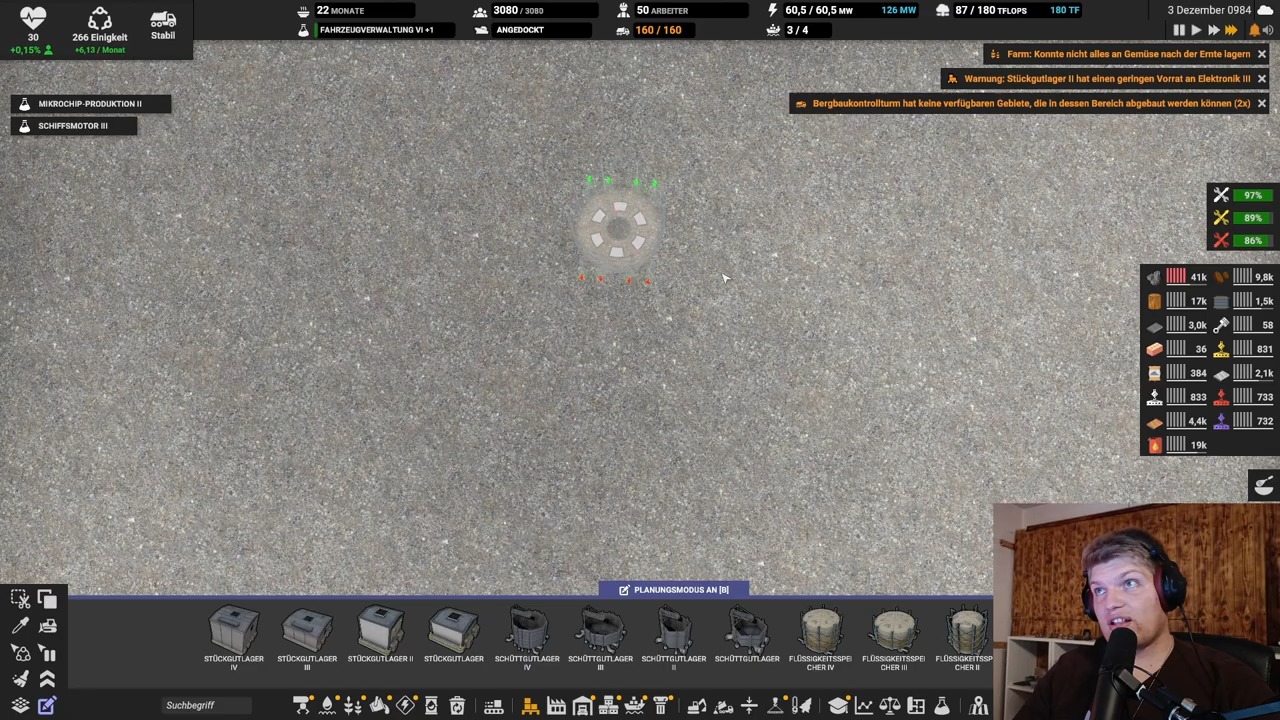 30
+0,15%
266 Einigkeit
+6,13 / Monat
Stabil
22 MONATE
3080 / 3080
50 ARBEITER
60,5 / 60,5 MW
126 MW
87 / 180 TFLOPS
180 TF
3 Dezember 0984
FAHRZEUGVERWALTUNG VI +1
ANGEDOCKT
160 / 160
3 / 4
Farm: Konnte nicht alles an Gemüse nach der Ernte lagern
Warnung: Stückgutlager II hat einen geringen Vorrat an Elektronik III
Bergbaukontrollturm hat keine verfügbaren Gebiete, die in dessen Bereich abgebaut werden können (2x)
MIKROCHIP-PRODUKTION II
SCHIFFSMOTOR III
97%
89%
86%
41k
9,8k
17k
1,5k
3,0k
58
36
831
384
2,1k
833
733
4,4k
732
19k
PLANUNGSMODUS AN [B]
STÜCKGUTLAGER
IV
STÜCKGUTLAGER
III
STÜCKGUTLAGER II
STÜCKGUTLAGER
SCHÜTTGUTLAGER
IV
SCHÜTTGUTLAGER
III
SCHÜTTGUTLAGER
II
SCHÜTTGUTLAGER
FLÜSSIGKEITSSPEI
CHER IV
FLÜSSIGKEITSSPEI
CHER III
FLÜSSIGKEITSSP
CHER II
Suchbegriff